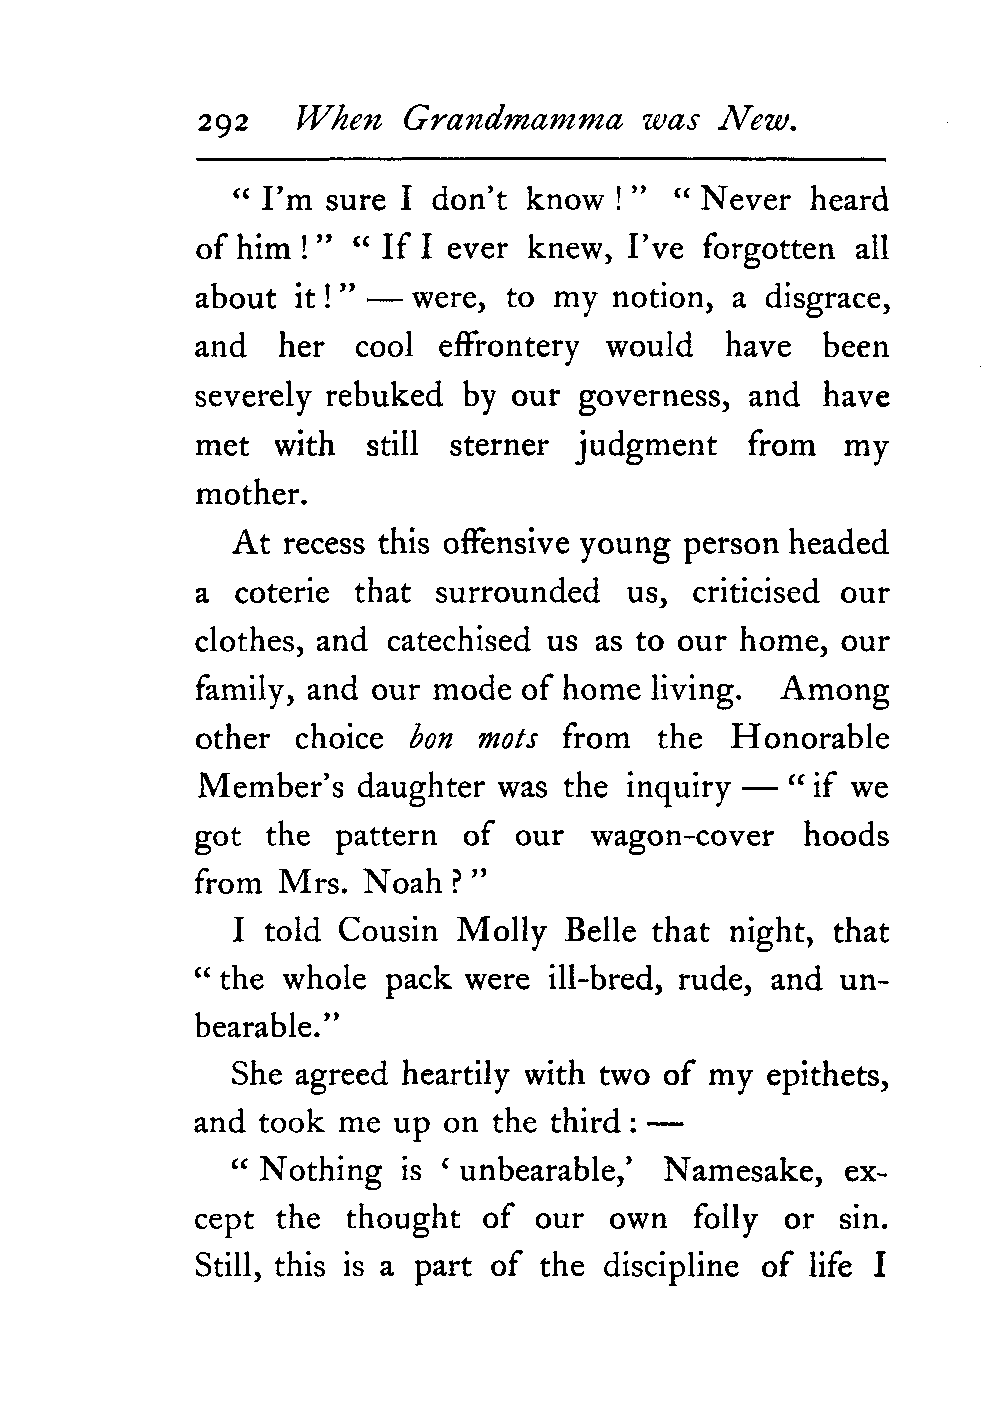 292 When Grandmamma was New.
“ I’m sure I don’t know ! ” “ Never heard
of him ! ” “ If I ever knew, I’ve forgotten all
about it ! ” — were, to my notion, a disgrace,
and her cool effrontery would have been
severely rebuked by our governess, and have
met with still sterner judgment from my
mother.
At recess this offensive young person headed
a coterie that surrounded us, criticised our
clothes, and catechised us as to our home, our
family, and our mode of home living. Among
other choice bon mots from the Honorable
Member’s daughter was the inquiry — “ if we
got the pattern of our wagon-cover hoods
from Mrs. Noah ? ”
I told Cousin Molly Belle that night, that
“ the whole pack were ill-bred, rude, and un-
bearable.”
She agreed heartily with two of my epithets,
and took me up on the third : —
“ Nothing is ‘ unbearable,’ Namesake, ex-
cept the thought of our own folly or sin.
Still, this is a part of the discipline of life I